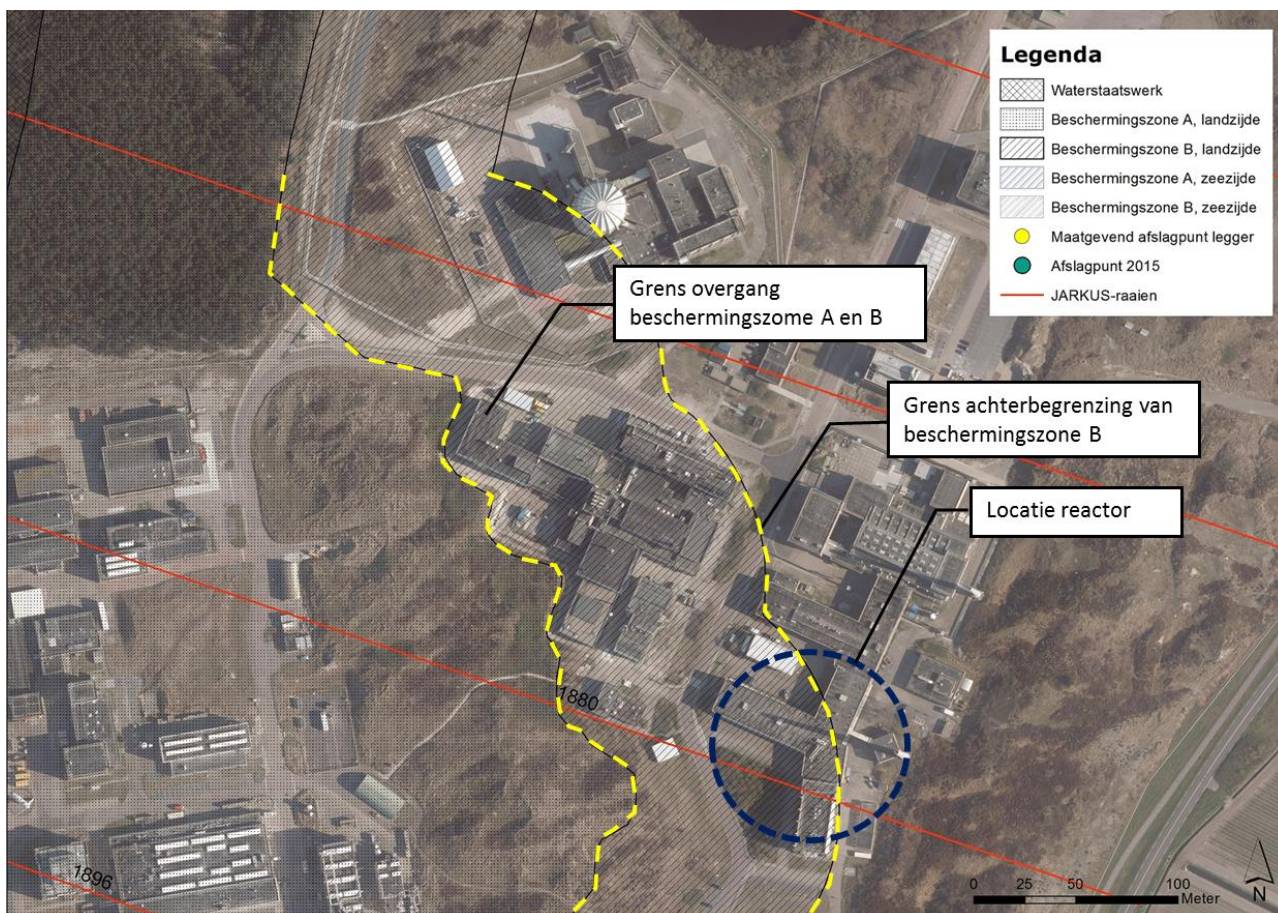 Legenda
Waterstaatswerk
Beschermingszone A, landzijde
Beschermingszone B, landzijde
Beschermingszone A, zeezijde
Beschermingszone B, zeezijde
Maatgevend afslagpunt legger
Afslagpunt 2015
JARKUS-raaien
Grens overgang
beschermingszome A en B
Grens achterbegrenzing van
beschermingszone B
Locatie reactor
1880
1896
0 25 50 100
Meter
N